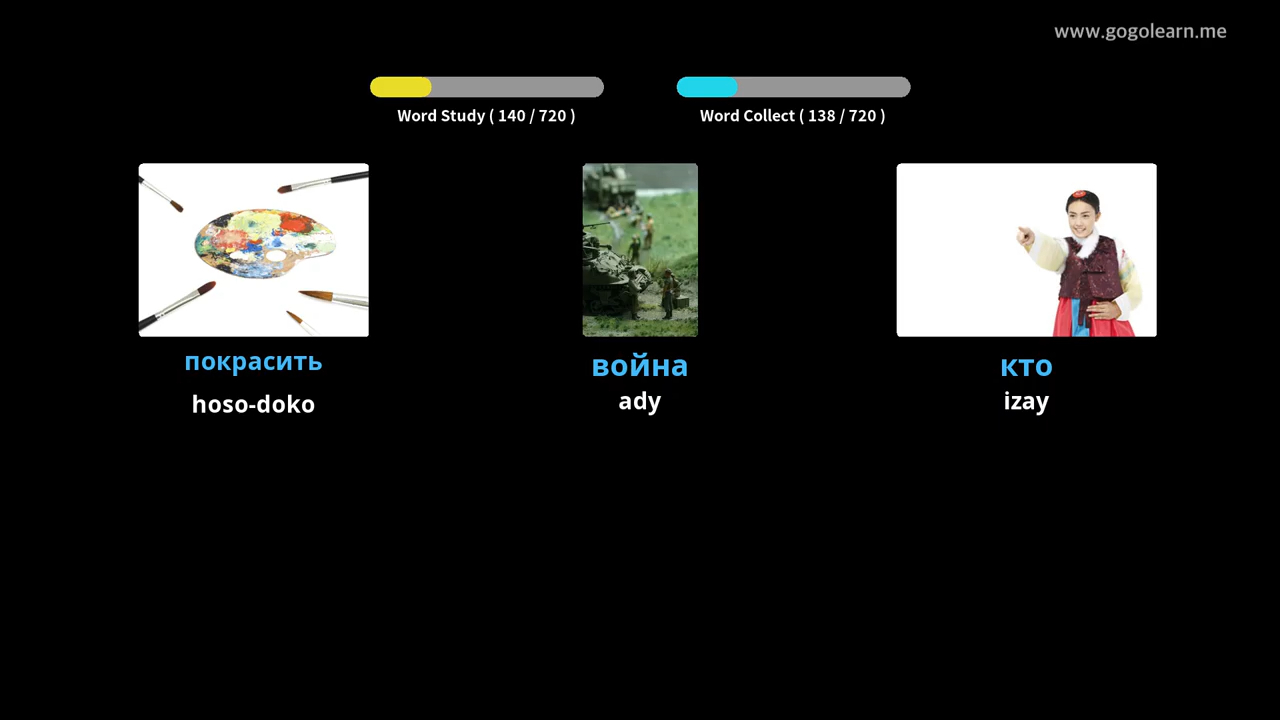 www.gogolearn.me
Word Study ( 140 / 720 )
Word Collect ( 138 / 720 )
покрасить
hoso-doko
война
ady
кто
izay